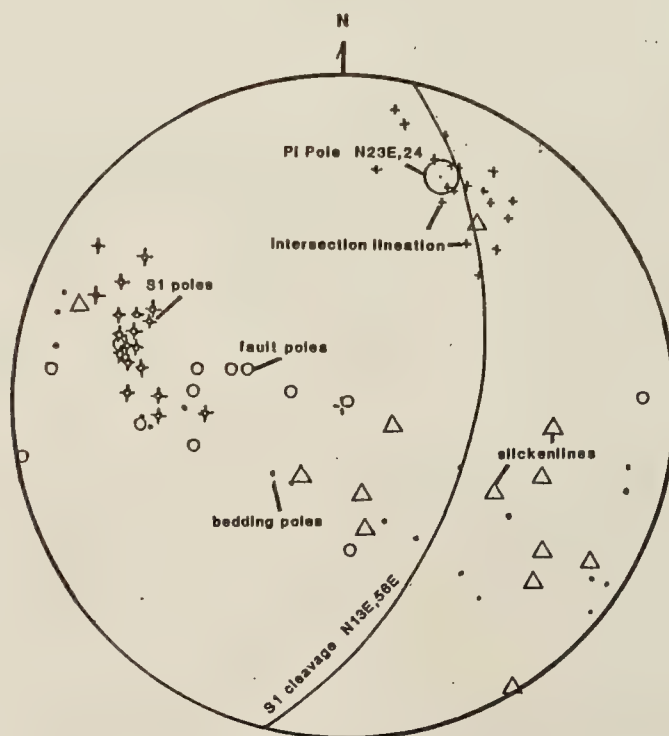 N
Pi Pole N23E,24
intersection lineation
S1 poles
fault poles
slickenlines
bedding poles
S1 cleavage N13E,56E